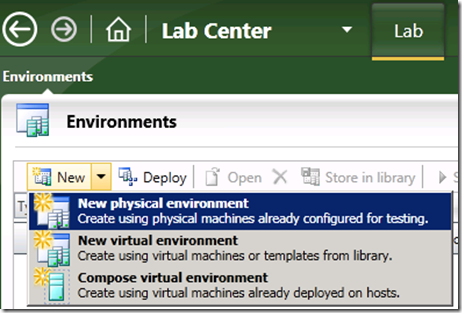 Lab Center
Lab
Environments
Environments
New Deploy Open Store in library
New physical environment
Create using physical machines already configured for testing.
New virtual environment
Create using virtual machines or templates from library.
Compose virtual environment
Create using virtual machines already deployed on hosts.